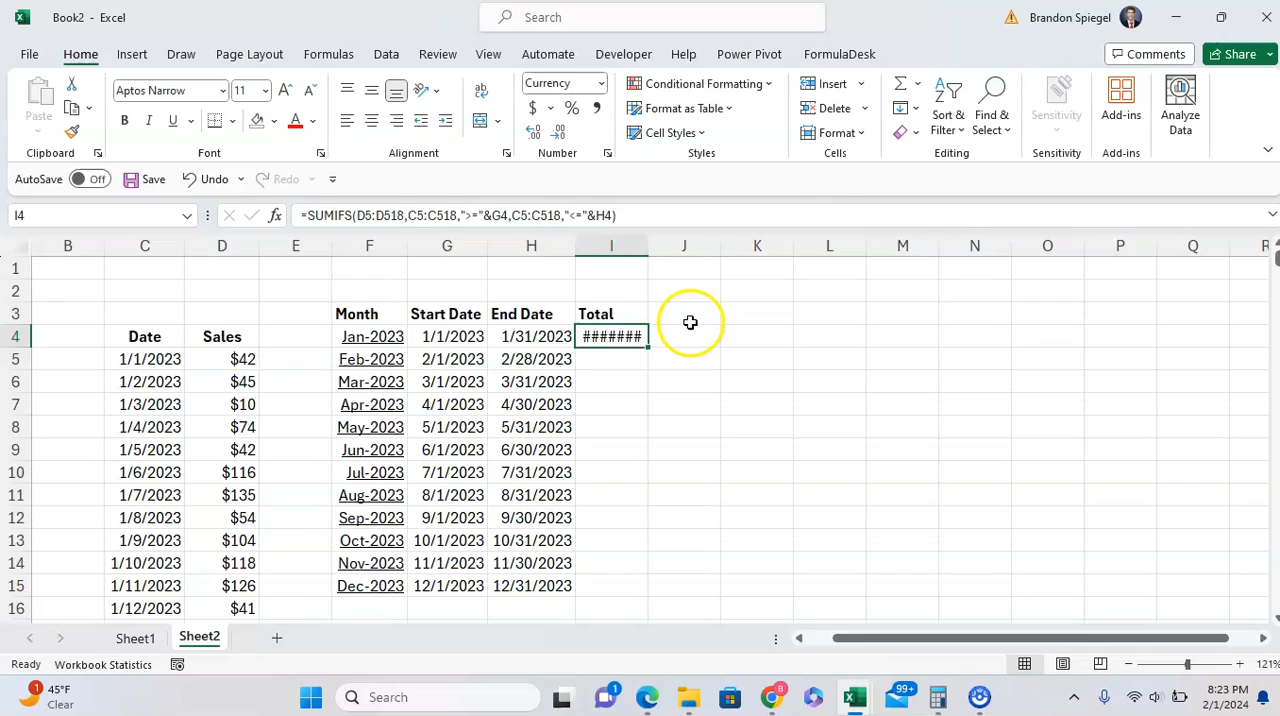 Book2 - Excel
Search
Brandon Spiegel
File Home Insert Draw Page Layout Formulas Data Review View Automate Developer Help Power Pivot FormulaDesk Comments Share
Paste
Clipboard
Aptos Narrow 11
B I U
Font
ab
Alignment
Currency
$ % ,
Number
Conditional Formatting
Format as Table
Cell Styles
Styles
Insert
Delete
Format
Cells
Sort & Filter
Find & Select
Editing
Sensitivity
Sensitivity
Add-ins
Add-ins
Analyze Data
AutoSave Off Save Undo Redo
I4 fx =SUMIFS(D5:D518,C5:C518,">="&G4,C5:C518,"<="&H4)
B C D E F G H I J K L M N O P Q R
1
2
3 Month Start Date End Date Total
4 Date Sales Jan-2023 1/1/2023 1/31/2023 #######
5 1/1/2023 $42 Feb-2023 2/1/2023 2/28/2023
6 1/2/2023 $45 Mar-2023 3/1/2023 3/31/2023
7 1/3/2023 $10 Apr-2023 4/1/2023 4/30/2023
8 1/4/2023 $74 May-2023 5/1/2023 5/31/2023
9 1/5/2023 $42 Jun-2023 6/1/2023 6/30/2023
10 1/6/2023 $116 Jul-2023 7/1/2023 7/31/2023
11 1/7/2023 $135 Aug-2023 8/1/2023 8/31/2023
12 1/8/2023 $54 Sep-2023 9/1/2023 9/30/2023
13 1/9/2023 $104 Oct-2023 10/1/2023 10/31/2023
14 1/10/2023 $118 Nov-2023 11/1/2023 11/30/2023
15 1/11/2023 $126 Dec-2023 12/1/2023 12/31/2023
16 1/12/2023 $41
Sheet1 Sheet2
Ready Workbook Statistics 121%
1 45°F
Clear
Search
1 8 99+
8:23 PM
2/1/2024